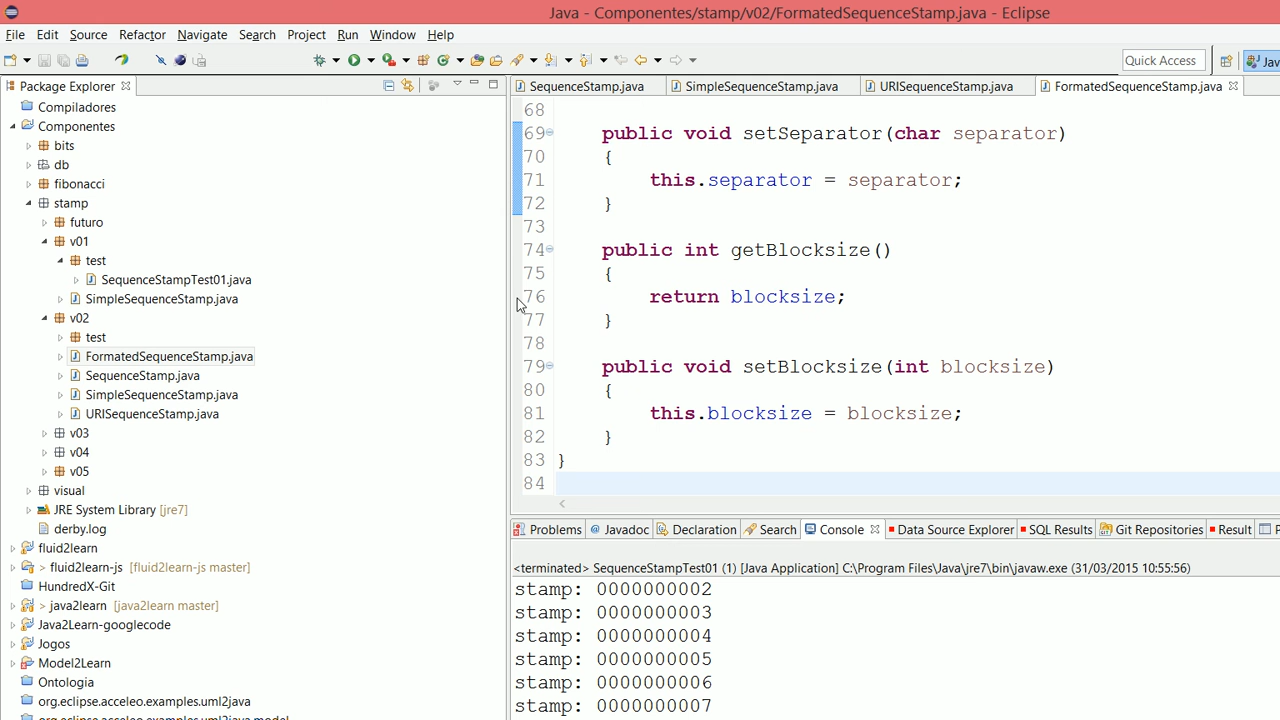 Java - Componentes/stamp/v02/FormatedSequenceStamp.java - Eclipse
File Edit Source Refactor Navigate Search Project Run Window Help
Quick Access
Jav
Package Explorer
Compiladores
Componentes
bits
db
fibonacci
stamp
futuro
v01
test
SequenceStampTest01.java
SimpleSequenceStamp.java
v02
test
FormatedSequenceStamp.java
SequenceStamp.java
SimpleSequenceStamp.java
URISequenceStamp.java
v03
v04
v05
visual
JRE System Library [jre7]
derby.log
fluid2learn
> fluid2learn-js [fluid2learn-js master]
HundredX-Git
> java2learn [java2learn master]
Java2Learn-googlecode
Jogos
Model2Learn
Ontologia
org.eclipse.acceleo.examples.uml2java
org.eclipse.acceleo.examples.uml2java.model
SequenceStamp.java SimpleSequenceStamp.java URISequenceStamp.java FormatedSequenceStamp.java
68
69 public void setSeparator(char separator)
70 {
71 this.separator = separator;
72 }
73
74 public int getBlocksize()
75 {
76 return blocksize;
77 }
78
79 public void setBlocksize(int blocksize)
80 {
81 this.blocksize = blocksize;
82 }
83 }
84
Problems @ Javadoc Declaration Search Console Data Source Explorer SQL Results Git Repositories Result P
<terminated> SequenceStampTest01 (1) [Java Application] C:\Program Files\Java\jre7\bin\javaw.exe (31/03/2015 10:55:56)
stamp: 0000000002
stamp: 0000000003
stamp: 0000000004
stamp: 0000000005
stamp: 0000000006
stamp: 0000000007